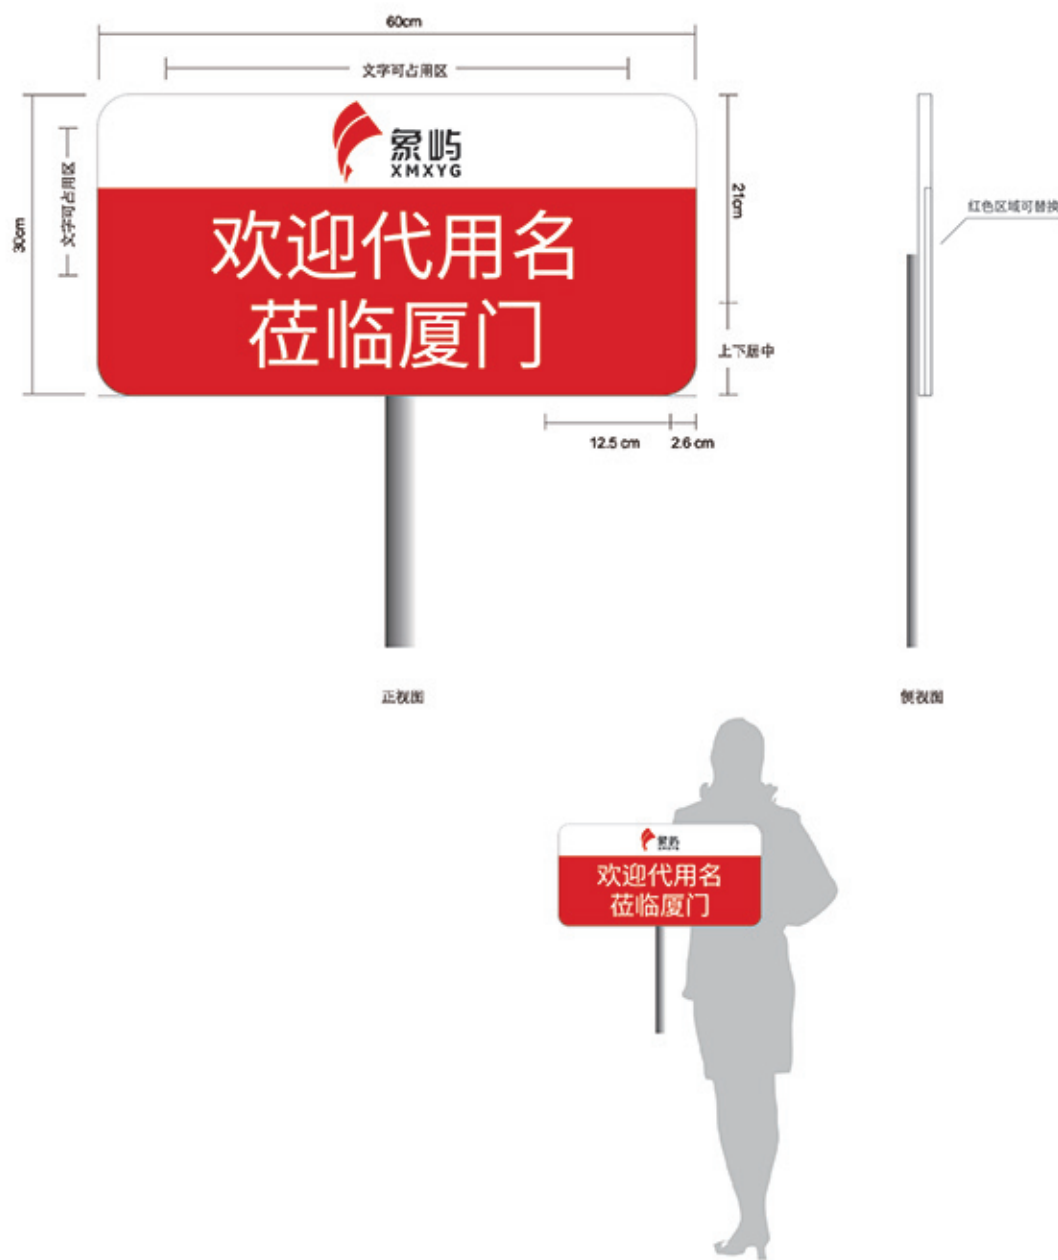 60cm
文字可占用区
象屿
XMXYG
30cm
文字可占用区
欢迎代用名
莅临厦门
21cm
上下居中
红色区域可替换
12.5 cm
2.6 cm
正视图
侧视图
象屿
XMXYG
欢迎代用名
莅临厦门